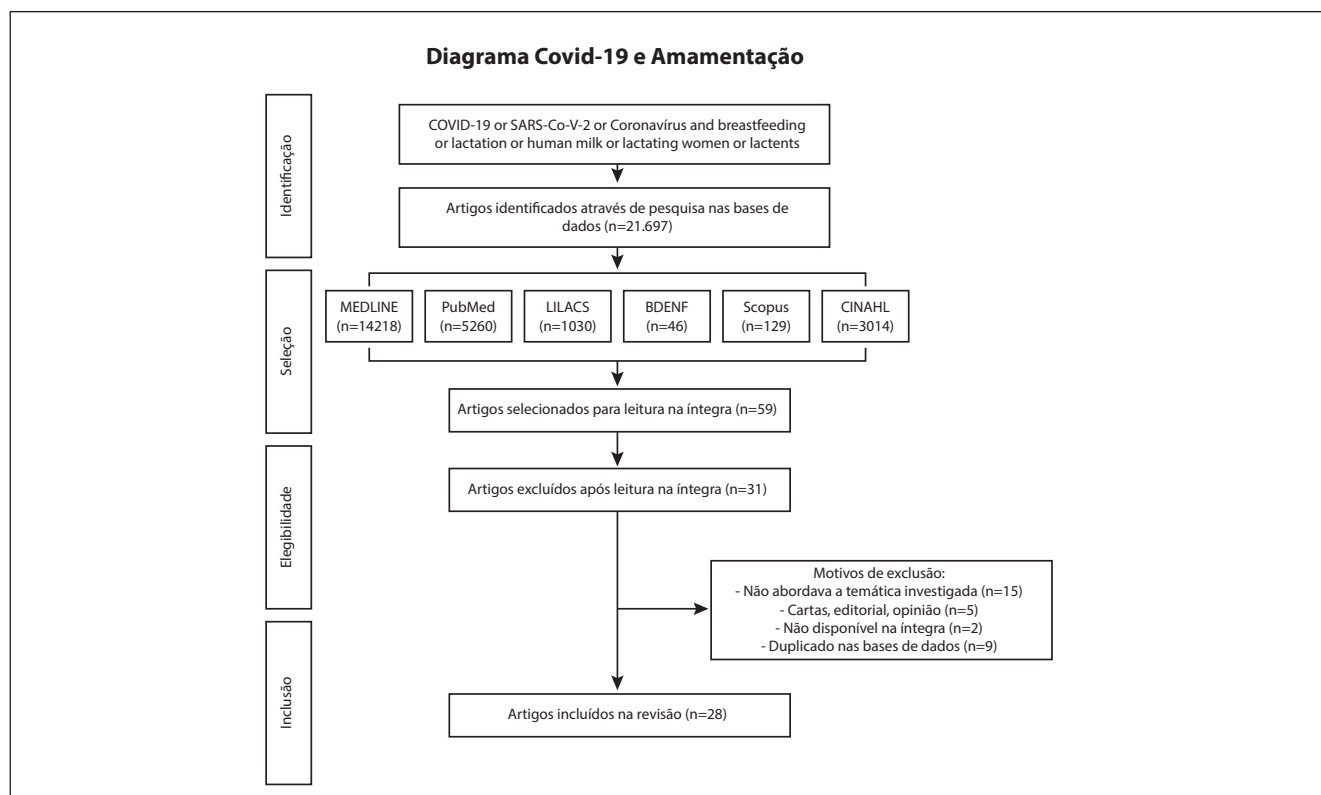 Diagrama Covid-19 e Amamentação
Identificação
COVID-19 or SARS-Co-V-2 or Coronavírus and breastfeeding
or lactation or human milk or lactating women or lactents
Artigos identificados através de pesquisa nas bases de
dados (n=21.697)
Seleção
MEDLINE
(n=14218)
PubMed
(n=5260)
LILACS
(n=1030)
BDENF
(n=46)
Scopus
(n=129)
CINAHL
(n=3014)
Artigos selecionados para leitura na íntegra (n=59)
Elegibilidade
Artigos excluídos após leitura na íntegra (n=31)
Motivos de exclusão:
- Não abordava a temática investigada (n=15)
- Cartas, editorial, opinião (n=5)
- Não disponível na íntegra (n=2)
- Duplicado nas bases de dados (n=9)
Inclusão
Artigos incluídos na revisão (n=28)